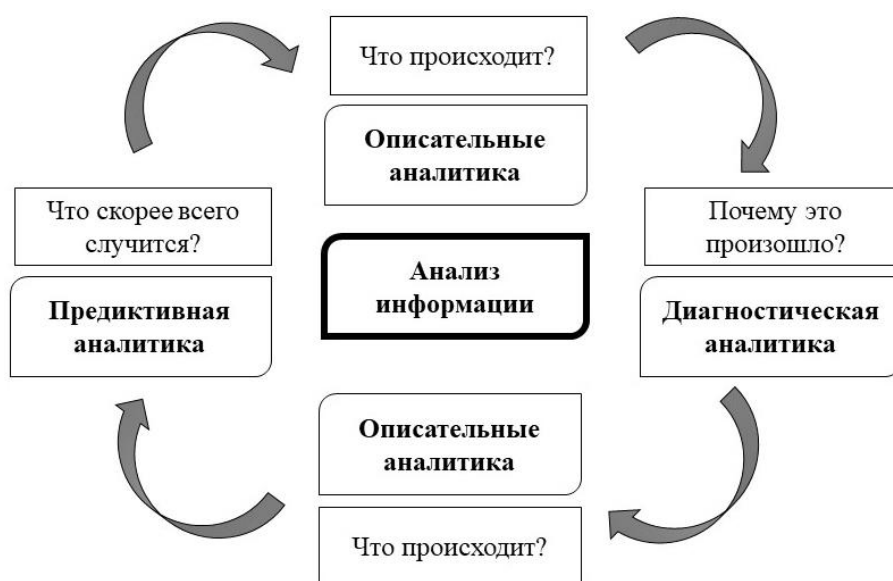 Что происходит?
Описательные
аналитика
Что скорее всего
случится?
Предиктивная
аналитика
Анализ
информации
Почему это
произошло?
Диагностическая
аналитика
Описательные
аналитика
Что происходит?